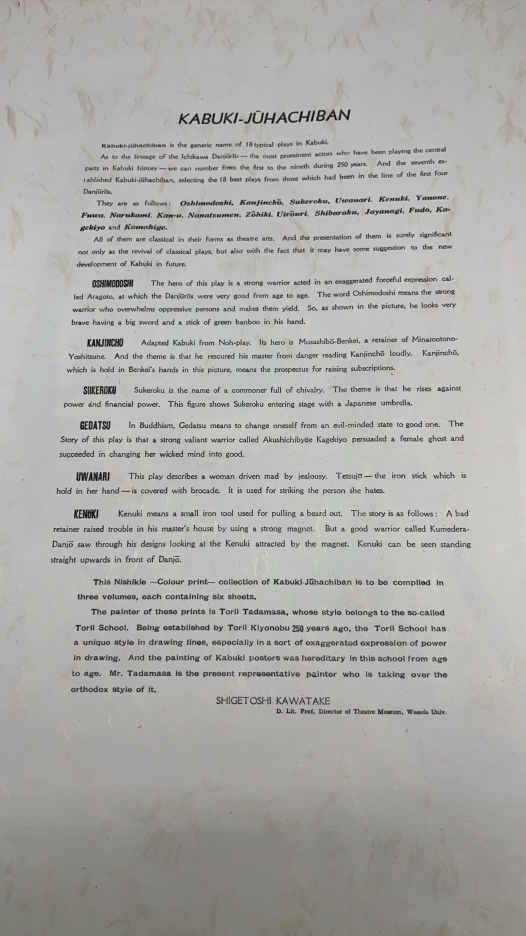 KABUKI-JŪHACHIBAN
Kabuki-jūhachiban is the generic name of 18 typical plays in Kabuki.
As to the lineage of the Ichikawa Danjūrōs — the most prominent actors who have been playing the central
parts in Kabuki history — we can number from the first to the nineth during 250 years. And the seventh es-
tablished Kabuki-jūhachiban, selecting the 18 best plays from those which had been in the line of the first four
Danjūrōs.
They are as follows: Oshimodoshi, Kanjinchō, Sukeroku, Uwanari, Kenuki, Yanone,
Fuwa, Narukami, Kan-u, Nanatsumen, Zōhiki, Uirōuri, Shibaraku, Jayanagi, Fudo, Ka-
gekiyo and Kamahige.
All of them are classical in their forms as theatre arts. And the presentation of them is surely significant
not only as the revival of classical plays, but also with the fact that it may have some suggestion to the new
development of Kabuki in future.
OSHIMODOSHI The hero of this play is a strong warrior acted in an exaggerated forceful expression cal-
led Aragoto, at which the Danjūrōs were very good from age to age. The word Oshimodoshi means the strong
warrior who overwhelms oppressive persons and makes them yield. So, as shown in the picture, he looks very
brave having a big sword and a stick of green banboo in his hand.
KANJINCHO Adapted Kabuki from Noh-play. Its hero is Musashibō-Benkei, a retainer of Minamotono-
Yoshitsune. And the theme is that he rescured his master from danger reading Kanjinchō loudly. Kanjinchō,
which is hold in Benkei's hands in this picture, means the prospectus for raising subscriptions.
SUKEROKU Sukeroku is the name of a commoner full of chivalry. The theme is that he rises against
power and financial power. This figure shows Sukeroku entering stage with a Japanese umbrella.
GEDATSU In Buddhism, Gedatsu means to change oneself from an evil-minded state to good one. The
Story of this play is that a strong valiant warrior called Akushichibyōe Kagekiyo persuaded a female ghost and
succeeded in changing her wicked mind into good.
UWANARI This play describes a woman driven mad by jealousy. Tetsujō — the iron stick which is
hold in her hand — is covered with brocade. It is used for striking the person she hates.
KENUKI Kenuki means a small iron tool used for pulling a beard out. The story is as follows: A bad
retainer raised trouble in his master's house by using a strong magnet. But a good warrior called Kumedera-
Danjō saw through his designs looking at the Kenuki attracted by the magnet. Kenuki can be seen standing
straight upwards in front of Danjō.
This Nishikie —Colour print— collection of Kabuki-Jūhachiban is to be compiled in
three volumes, each containing six sheets.
The painter of these prints is Torii Tadamasa, whose style belongs to the so-called
Torii School. Being established by Torii Kiyonobu 250 years ago, the Torii School has
a unique style in drawing lines, especially in a sort of exaggerated expression of power
in drawing. And the painting of Kabuki posters was hereditary in this school from age
to age. Mr. Tadamasa is the present representative painter who is taking over the
orthodox style of it.
SHIGETOSHI KAWATAKE
D. Lit. Prof. Director of Theatre Museum, Waseda Univ.